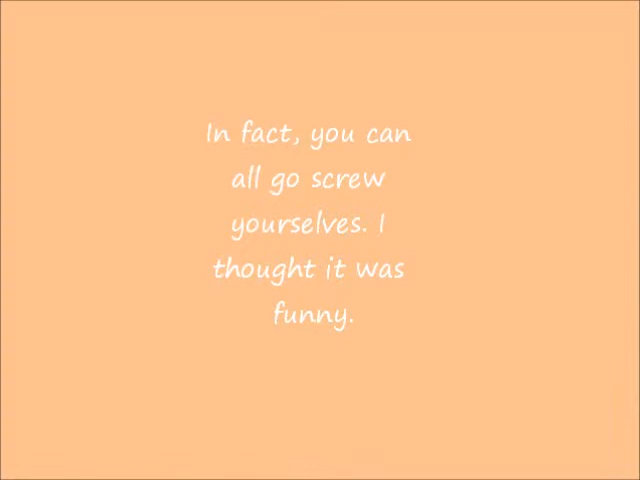 In fact, you can
all go screw
yourselves. I
thought it was
funny.